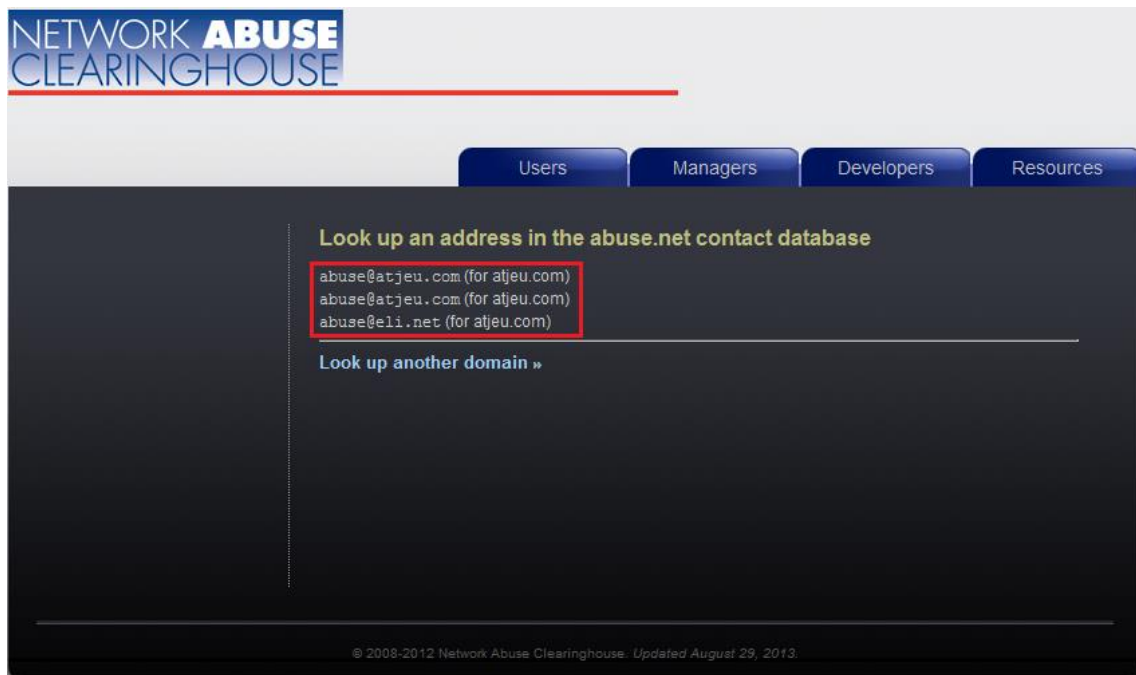 NETWORK ABUSE
CLEARINGHOUSE
Users
Managers
Developers
Resources
Look up an address in the abuse.net contact database
abuse@atjeu.com (for atjeu.com)
abuse@atjeu.com (for atjeu.com)
abuse@eli.net (for atjeu.com)
Look up another domain »
© 2008-2012 Network Abuse Clearinghouse. Updated August 29, 2013.